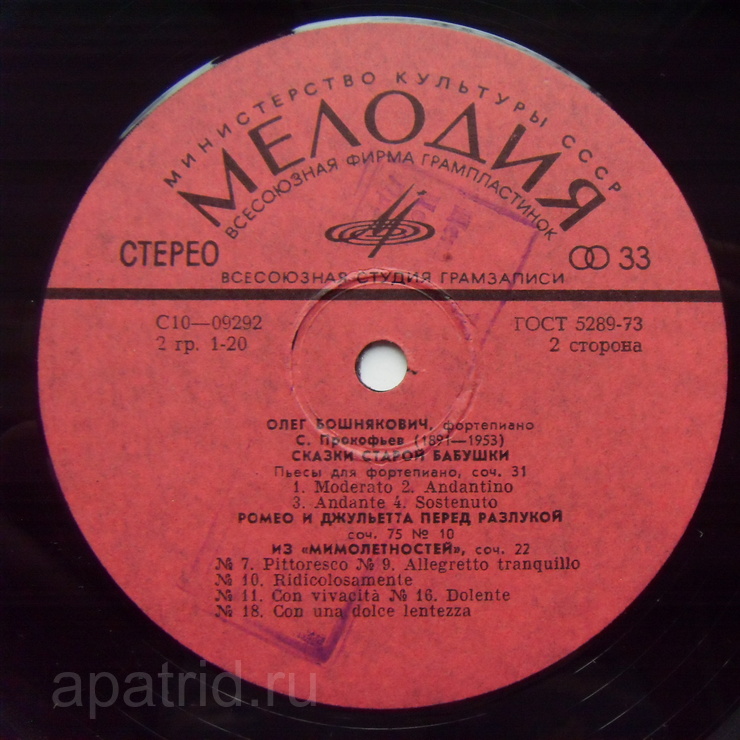 МИНИСТЕРСТВО КУЛЬТУРЫ СССР
МЕЛОДИЯ
ВСЕСОЮЗНАЯ ФИРМА ГРАМПЛАСТИНОК
СТЕРЕО
33
ВСЕСОЮЗНАЯ СТУДИЯ ГРАМЗАПИСИ
С10—09292
ГОСТ 5289-73
2 гр. 1-20
2 сторона
ОЛЕГ БОШНЯКОВИЧ, фортепиано
С. Прокофьев (1891—1953)
СКАЗКИ СТАРОЙ БАБУШКИ
Пьесы для фортепиано, соч. 31
1. Moderato 2. Andantino
3. Andante 4. Sostenuto
РОМЕО И ДЖУЛЬЕТТА ПЕРЕД РАЗЛУКОЙ
соч. 75 № 10
ИЗ «МИМОЛЕТНОСТЕЙ», соч. 22
№ 7. Pittoresco № 9. Allegretto tranquillo
№ 10. Ridicolosamente
№ 11. Con vivacità № 16. Dolente
№ 18. Con una dolce lentezza
apatrid.ru